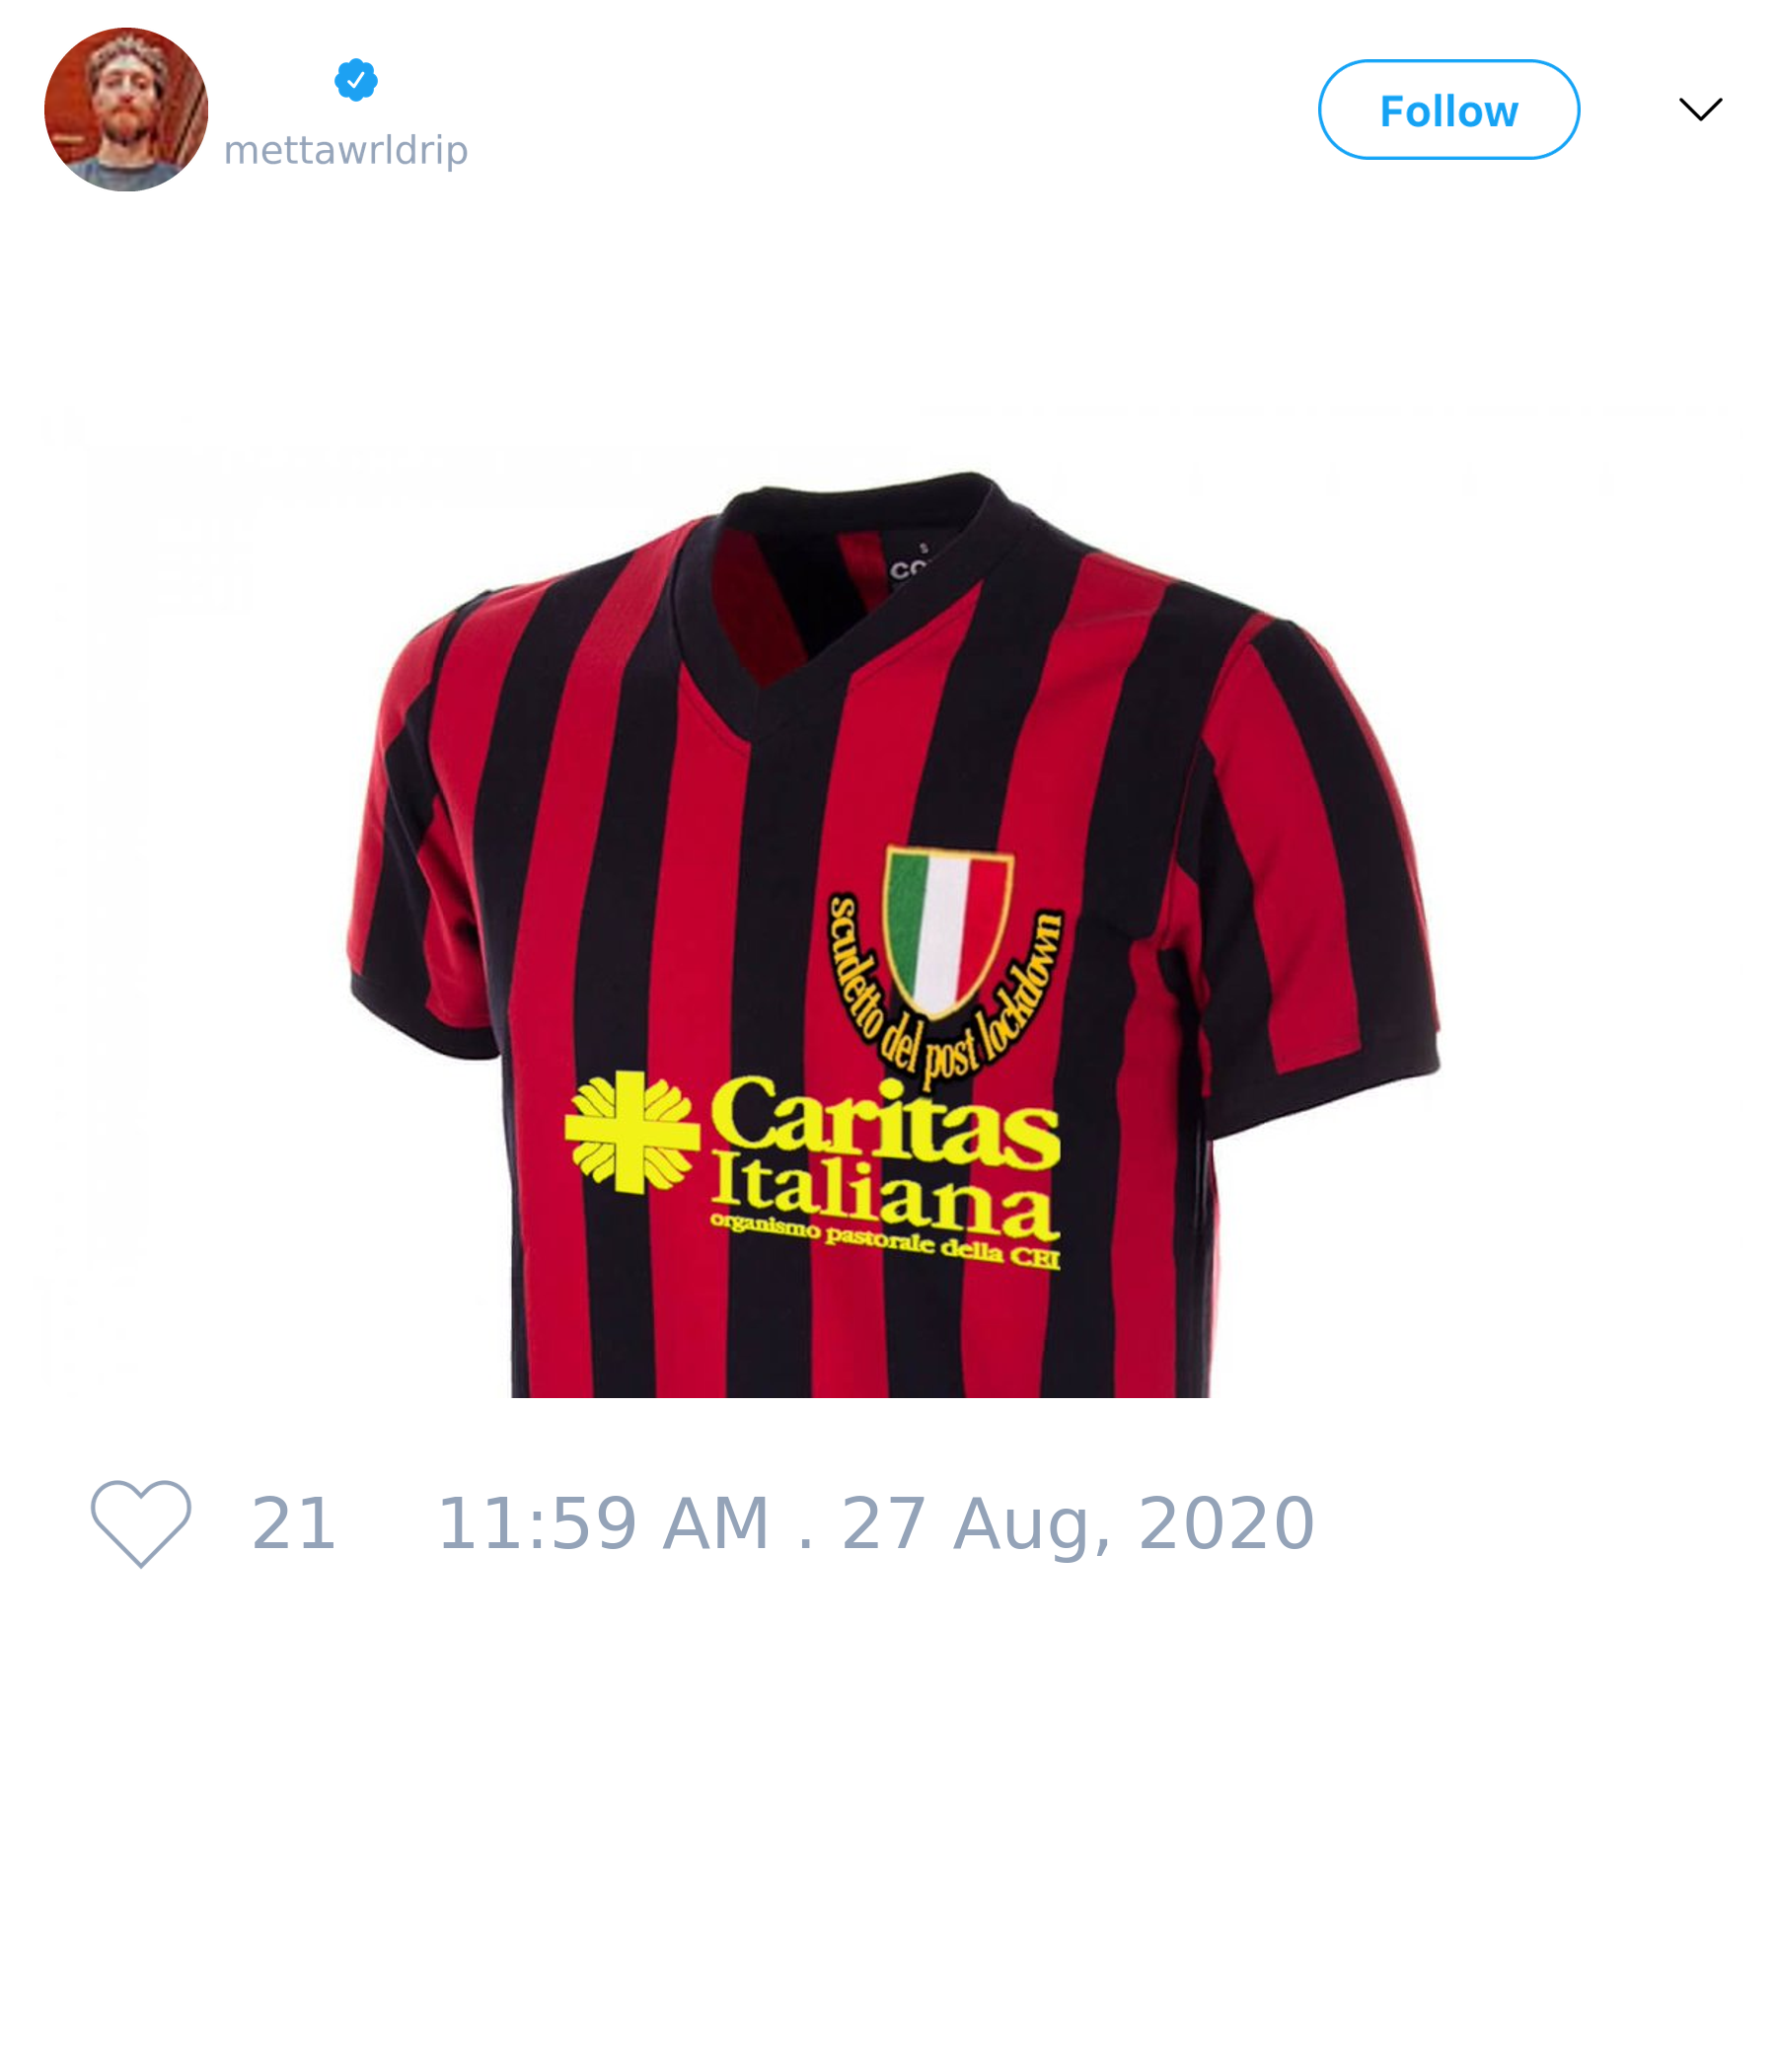 mettawrldrip
Follow
S
scudetto del post lockdown
Caritas
Italiana
organismo pastorale della CEI
21 11:59 AM . 27 Aug, 2020